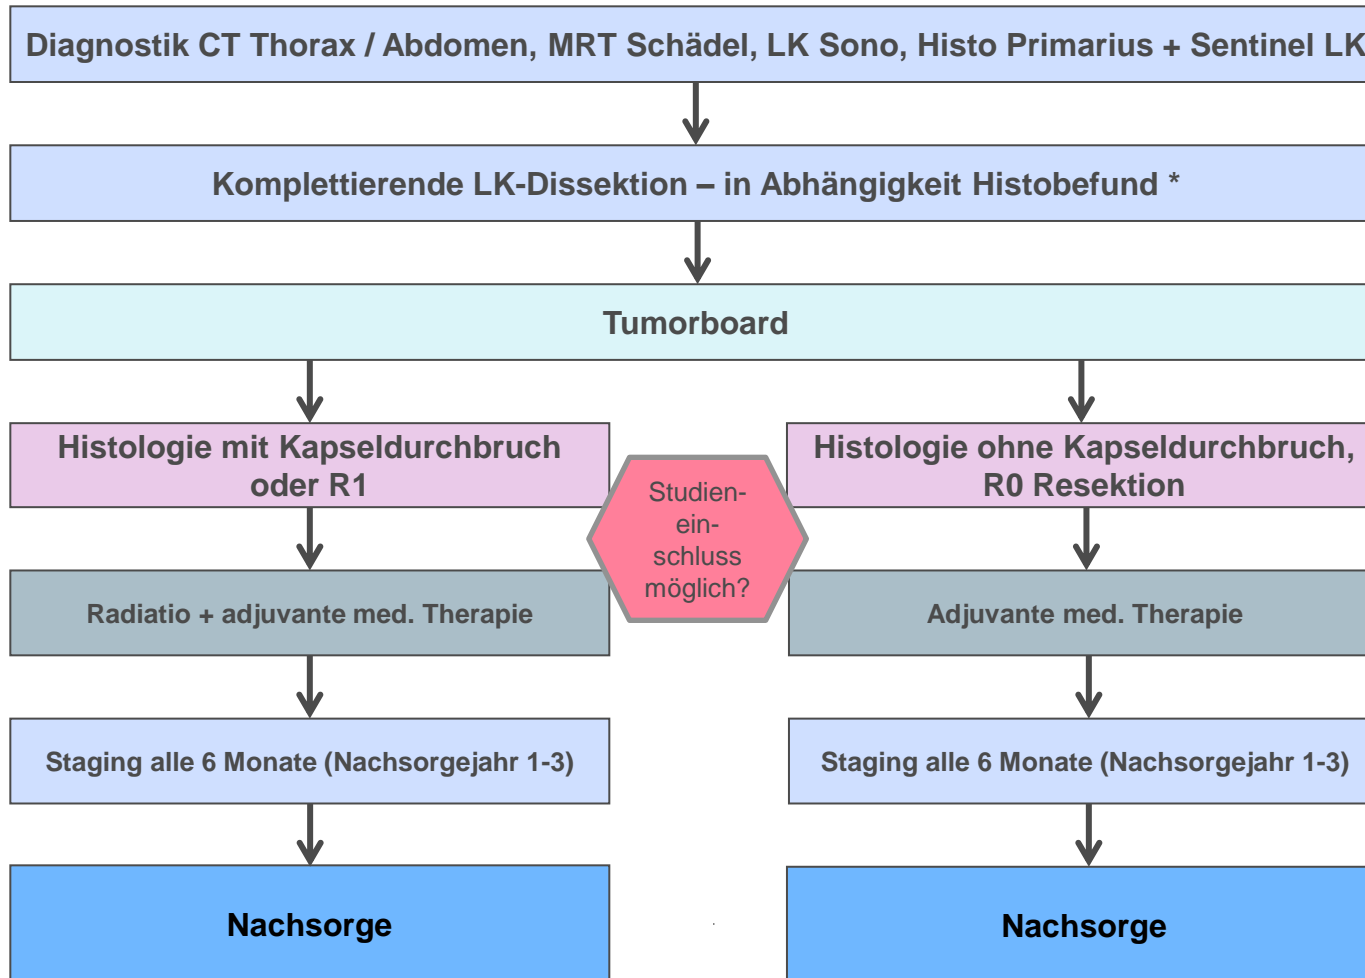 Diagnostik CT Thorax / Abdomen, MRT Schädel, LK Sono, Histo Primarius + Sentinel LK
Komplettierende LK-Dissektion – in Abhängigkeit Histobefund *
Tumorboard
Histologie mit Kapseldurchbruch
oder R1
Histologie ohne Kapseldurchbruch,
R0 Resektion
Studien-
ein-
schluss
möglich?
Radiatio + adjuvante med. Therapie
Adjuvante med. Therapie
Staging alle 6 Monate (Nachsorgejahr 1-3)
Staging alle 6 Monate (Nachsorgejahr 1-3)
Nachsorge
Nachsorge